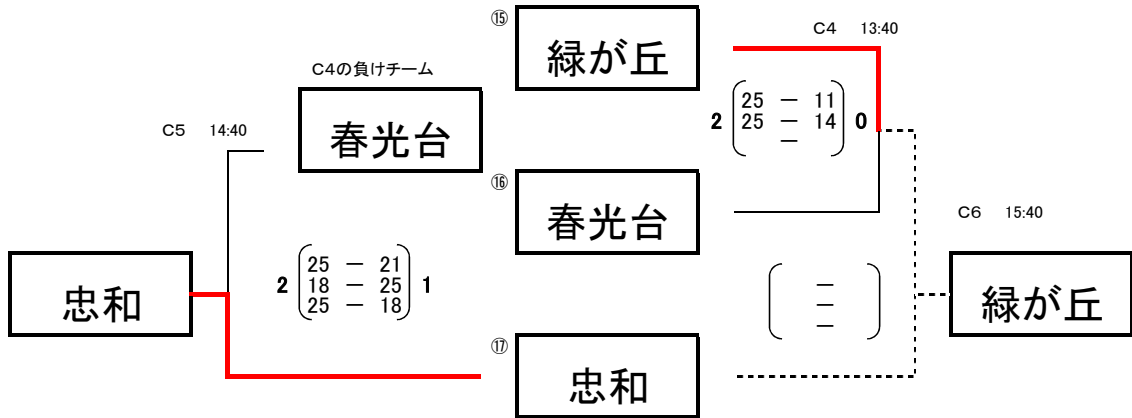 ⑮
緑が丘
C4 13:40
C4の負けチーム
春光台
C5 14:40
2 25 — 11 0
25 — 14
—
⑯
春光台
C6 15:40
忠和
2 25 — 21 1
18 — 25
25 — 18
—
—
—
緑が丘
⑰
忠和